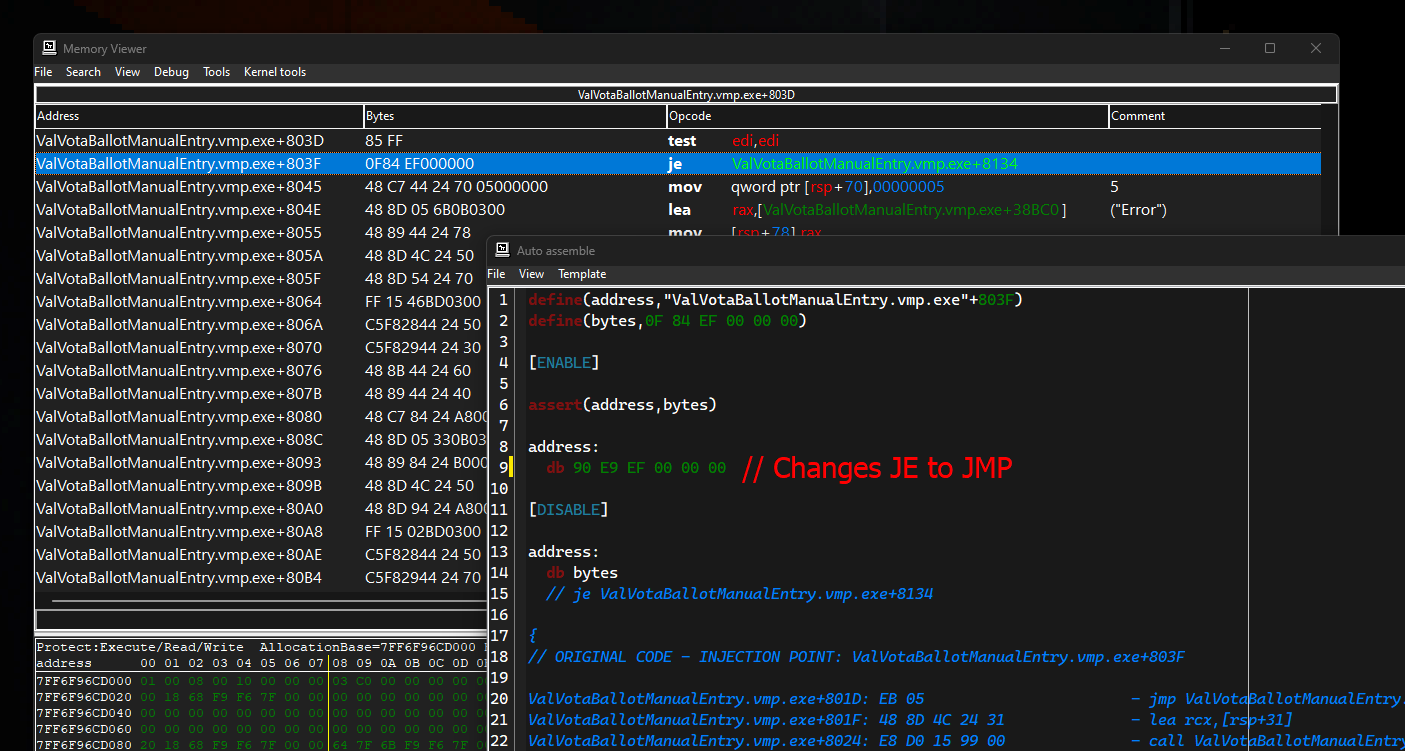 Memory Viewer
File Search View Debug Tools Kernel tools
ValVotaBallotManualEntry.vmp.exe+803D
Address Bytes Opcode Comment
ValVotaBallotManualEntry.vmp.exe+803D 85 FF test edi,edi
ValVotaBallotManualEntry.vmp.exe+803F 0F84 EF000000 je ValVotaBallotManualEntry.vmp.exe+8134
ValVotaBallotManualEntry.vmp.exe+8045 48 C7 44 24 70 05000000 mov qword ptr [rsp+70],00000005 5
ValVotaBallotManualEntry.vmp.exe+804E 48 8D 05 6B0B0300 lea rax,[ValVotaBallotManualEntry.vmp.exe+38BC0] ("Error")
ValVotaBallotManualEntry.vmp.exe+8055 48 89 44 24 78 mov [rsp+78],rax
ValVotaBallotManualEntry.vmp.exe+805A 48 8D 4C 24 50
ValVotaBallotManualEntry.vmp.exe+805F 48 8D 54 24 70
ValVotaBallotManualEntry.vmp.exe+8064 FF 15 46BD0300
ValVotaBallotManualEntry.vmp.exe+806A C5F82844 24 50
ValVotaBallotManualEntry.vmp.exe+8070 C5F82944 24 30
ValVotaBallotManualEntry.vmp.exe+8076 48 8B 44 24 60
ValVotaBallotManualEntry.vmp.exe+807B 48 89 44 24 40
ValVotaBallotManualEntry.vmp.exe+8080 48 C7 84 24 A800
ValVotaBallotManualEntry.vmp.exe+808C 48 8D 05 330B03
ValVotaBallotManualEntry.vmp.exe+8093 48 89 84 24 B000
ValVotaBallotManualEntry.vmp.exe+809B 48 8D 4C 24 50
ValVotaBallotManualEntry.vmp.exe+80A0 48 8D 94 24 A800
ValVotaBallotManualEntry.vmp.exe+80A8 FF 15 02BD0300
ValVotaBallotManualEntry.vmp.exe+80AE C5F82844 24 50
ValVotaBallotManualEntry.vmp.exe+80B4 C5F82944 24 70
Protect:Execute/Read/Write AllocationBase=7FF6F96CD000
address 00 01 02 03 04 05 06 07 08 09 0A 0B 0C 0D
7FF6F96CD000 01 00 08 00 10 00 00 00 03 C0 00 00 00 00
7FF6F96CD020 00 18 68 F9 F6 7F 00 00 00 00 00 00 00 00
7FF6F96CD040 00 00 00 00 00 00 00 00 00 00 00 00 00 00
7FF6F96CD060 00 00 00 00 00 00 00 00 00 00 00 00 00 00
7FF6F96CD080 20 18 68 F9 F6 7F 00 00 64 7F 6B F9 F6 7F
Auto assemble
File View Template
1 define(address,"ValVotaBallotManualEntry.vmp.exe"+803F)
2 define(bytes,0F 84 EF 00 00 00)
3
4 [ENABLE]
5
6 assert(address,bytes)
7
8 address:
9 db 90 E9 EF 00 00 00 // Changes JE to JMP
10
11 [DISABLE]
12
13 address:
14 db bytes
15 // je ValVotaBallotManualEntry.vmp.exe+8134
16
17 {
18 // ORIGINAL CODE - INJECTION POINT: ValVotaBallotManualEntry.vmp.exe+803F
19
20 ValVotaBallotManualEntry.vmp.exe+801D: EB 05 - jmp ValVotaBallotManualEntry.
21 ValVotaBallotManualEntry.vmp.exe+801F: 48 8D 4C 24 31 - lea rcx,[rsp+31]
22 ValVotaBallotManualEntry.vmp.exe+8024: E8 D0 15 99 00 - call ValVotaBallotManualEntry